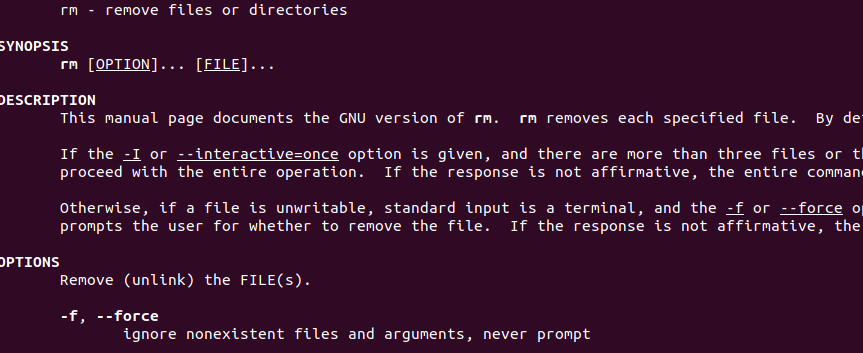 rm - remove files or directories
SYNOPSIS
rm [OPTION]... [FILE]...
DESCRIPTION
This manual page documents the GNU version of rm.  rm removes each specified file.  By de
If the -I or --interactive=once option is given, and there are more than three files or t
proceed with the entire operation.  If the response is not affirmative, the entire comman
Otherwise, if a file is unwritable, standard input is a terminal, and the -f or --force o
prompts the user for whether to remove the file.  If the response is not affirmative, the
OPTIONS
Remove (unlink) the FILE(s).
-f, --force
ignore nonexistent files and arguments, never prompt